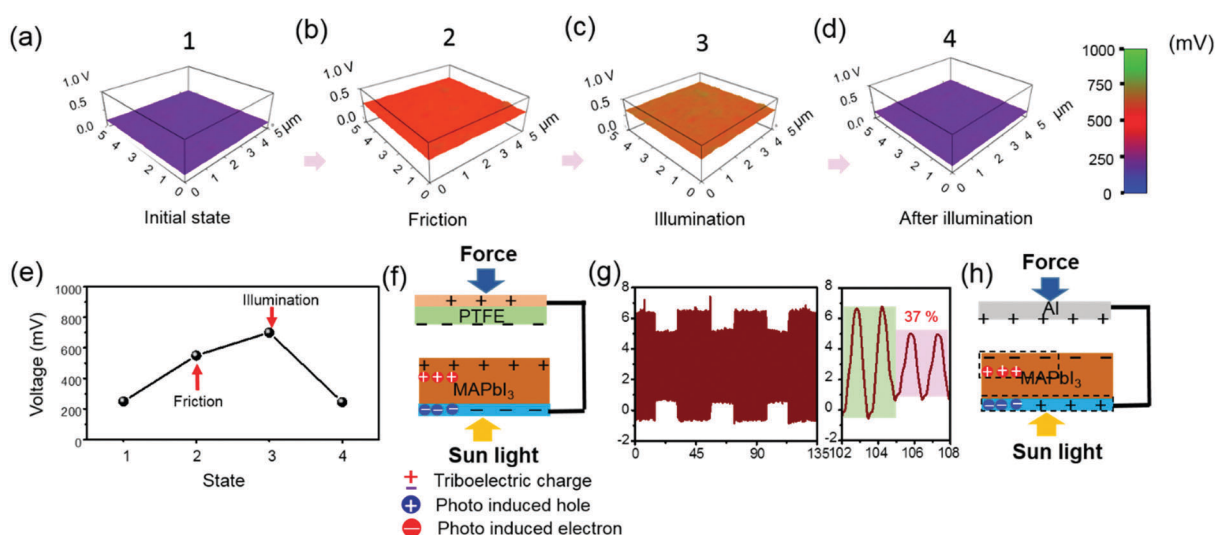 (a)
1
1.0 V
0.5
0.0
5
4
3
2
1
0
0
1
2
3
4
5 μm
Initial state
(b)
2
1.0 V
0.5
0.0
5
4
3
2
1
0
0
1
2
3
4
5 μm
Friction
(c)
3
1.0 V
0.5
0.0
5
4
3
2
1
0
0
1
2
3
4
5 μm
Illumination
(d)
4
1.0 V
0.5
0.0
5
4
3
2
1
0
0
1
2
3
4
5 μm
After illumination
(mV)
1000
750
500
250
0
(e)
Voltage (mV)
1000
800
600
400
200
0
Illumination
Friction
1
2
3
4
State
(f)
Force
+ + +
PTFE
− − − − −
+ + + + +
+ + +
MAPbI3
− − − − − −
Sun light
+ − Triboelectric charge
+ Photo induced hole
− Photo induced electron
(g)
8
6
4
2
0
-2
0
45
90
135
8
6
4
2
0
-2
37 %
102
104
106
108
(h)
Force
Al
+ + + + +
− − − − −
+ + +
MAPbI3
− − − + + + +
Sun light